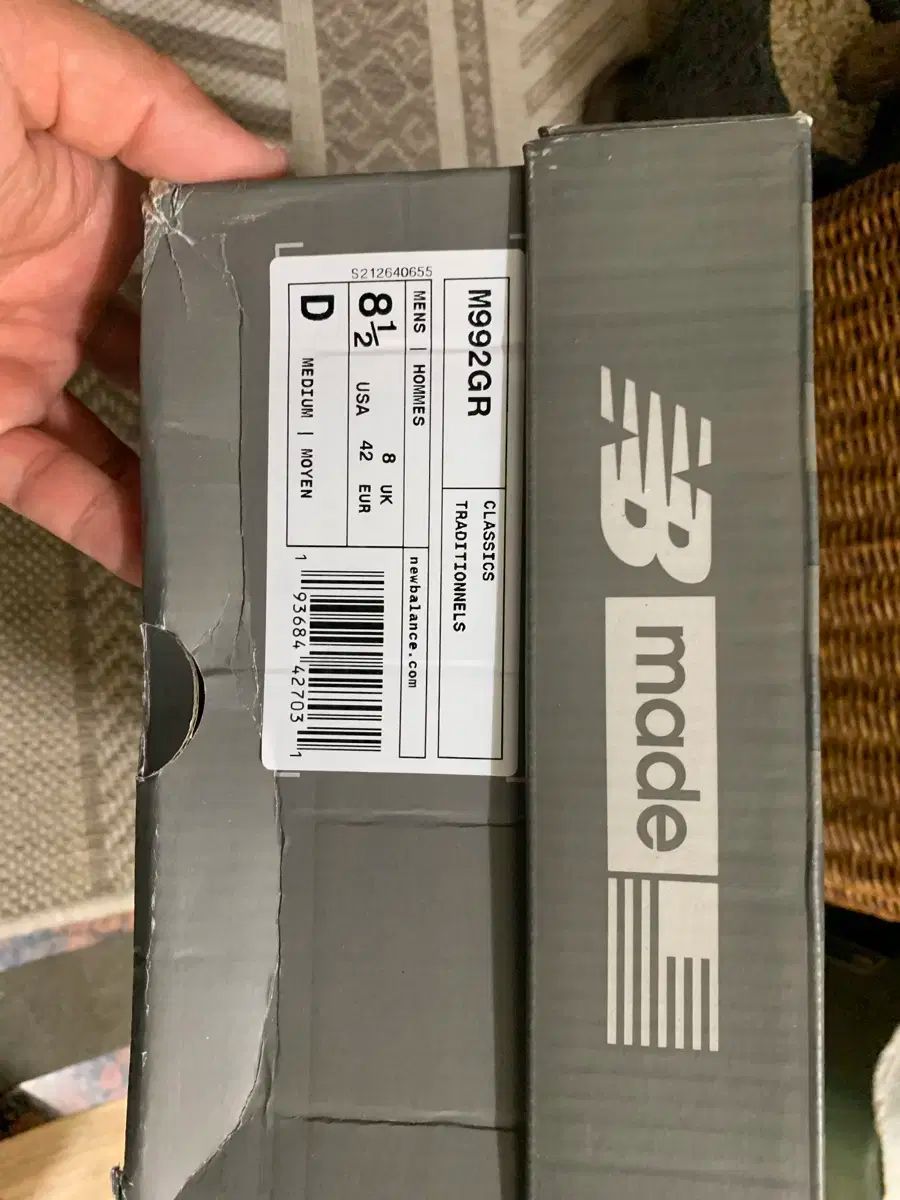 NB made
S212640655
M992GR
CLASSICS
TRADITIONNELS
MENS | HOMMES
newbalance.com
8½ USA
8 UK
42 EUR
D MEDIUM | MOYEN
1 93684 42703 1